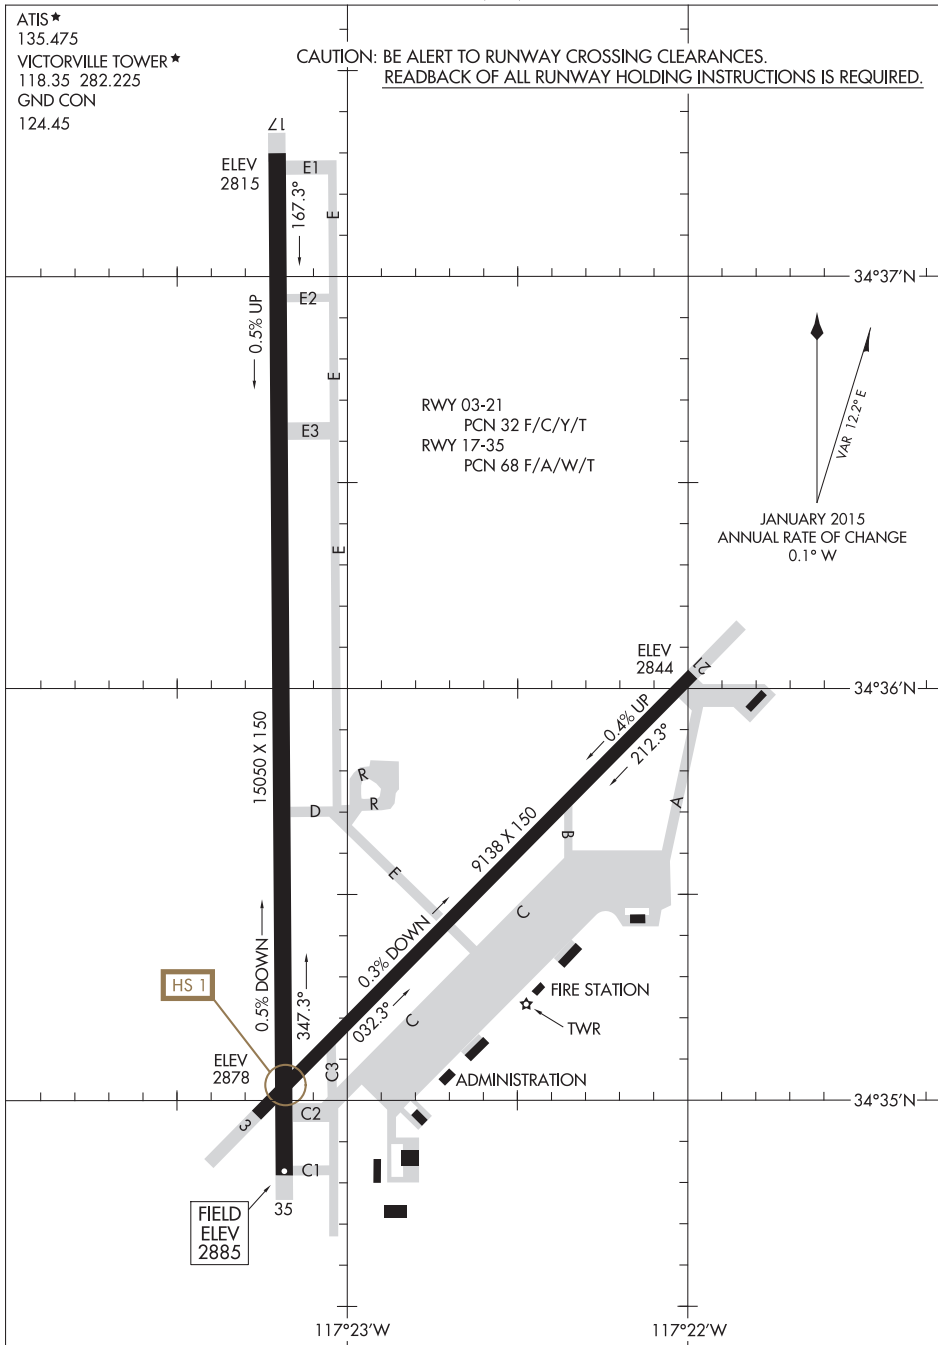 ATIS★
135.475
VICTORVILLE TOWER★
118.35 282.225
GND CON
124.45
CAUTION: BE ALERT TO RUNWAY CROSSING CLEARANCES.
READBACK OF ALL RUNWAY HOLDING INSTRUCTIONS IS REQUIRED.
17
ELEV
2815
E1
167.3°
E
34°37'N
E2
0.5% UP
E
E3
RWY 03-21
PCN 32 F/C/Y/T
RWY 17-35
PCN 68 F/A/W/T
VAR 12.2° E
JANUARY 2015
ANNUAL RATE OF CHANGE
0.1° W
E
ELEV
2844
21
34°36'N
0.4% UP
212.3°
15050 X 150
R
R
D
A
B
9138 X 150
E
C
0.3% DOWN
032.3°
0.5% DOWN
347.3°
HS 1
FIRE STATION
TWR
C
ELEV
2878
C3
ADMINISTRATION
34°35'N
3
C2
C1
35
FIELD
ELEV
2885
117°23'W
117°22'W